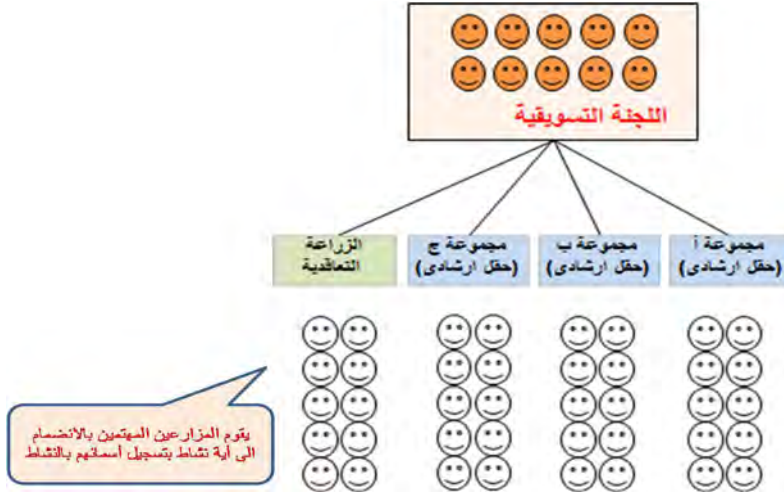 اللجنة التسويقية
مجموعة أ
(حقل ارشادى)
مجموعة ب
(حقل ارشادى)
مجموعة ج
(حقل ارشادى)
الزراعة
التعاقدية
يقوم المزارعين المهتمين بالانضمام
الى أية نشاط بتسجيل أسمائهم بالنشاط